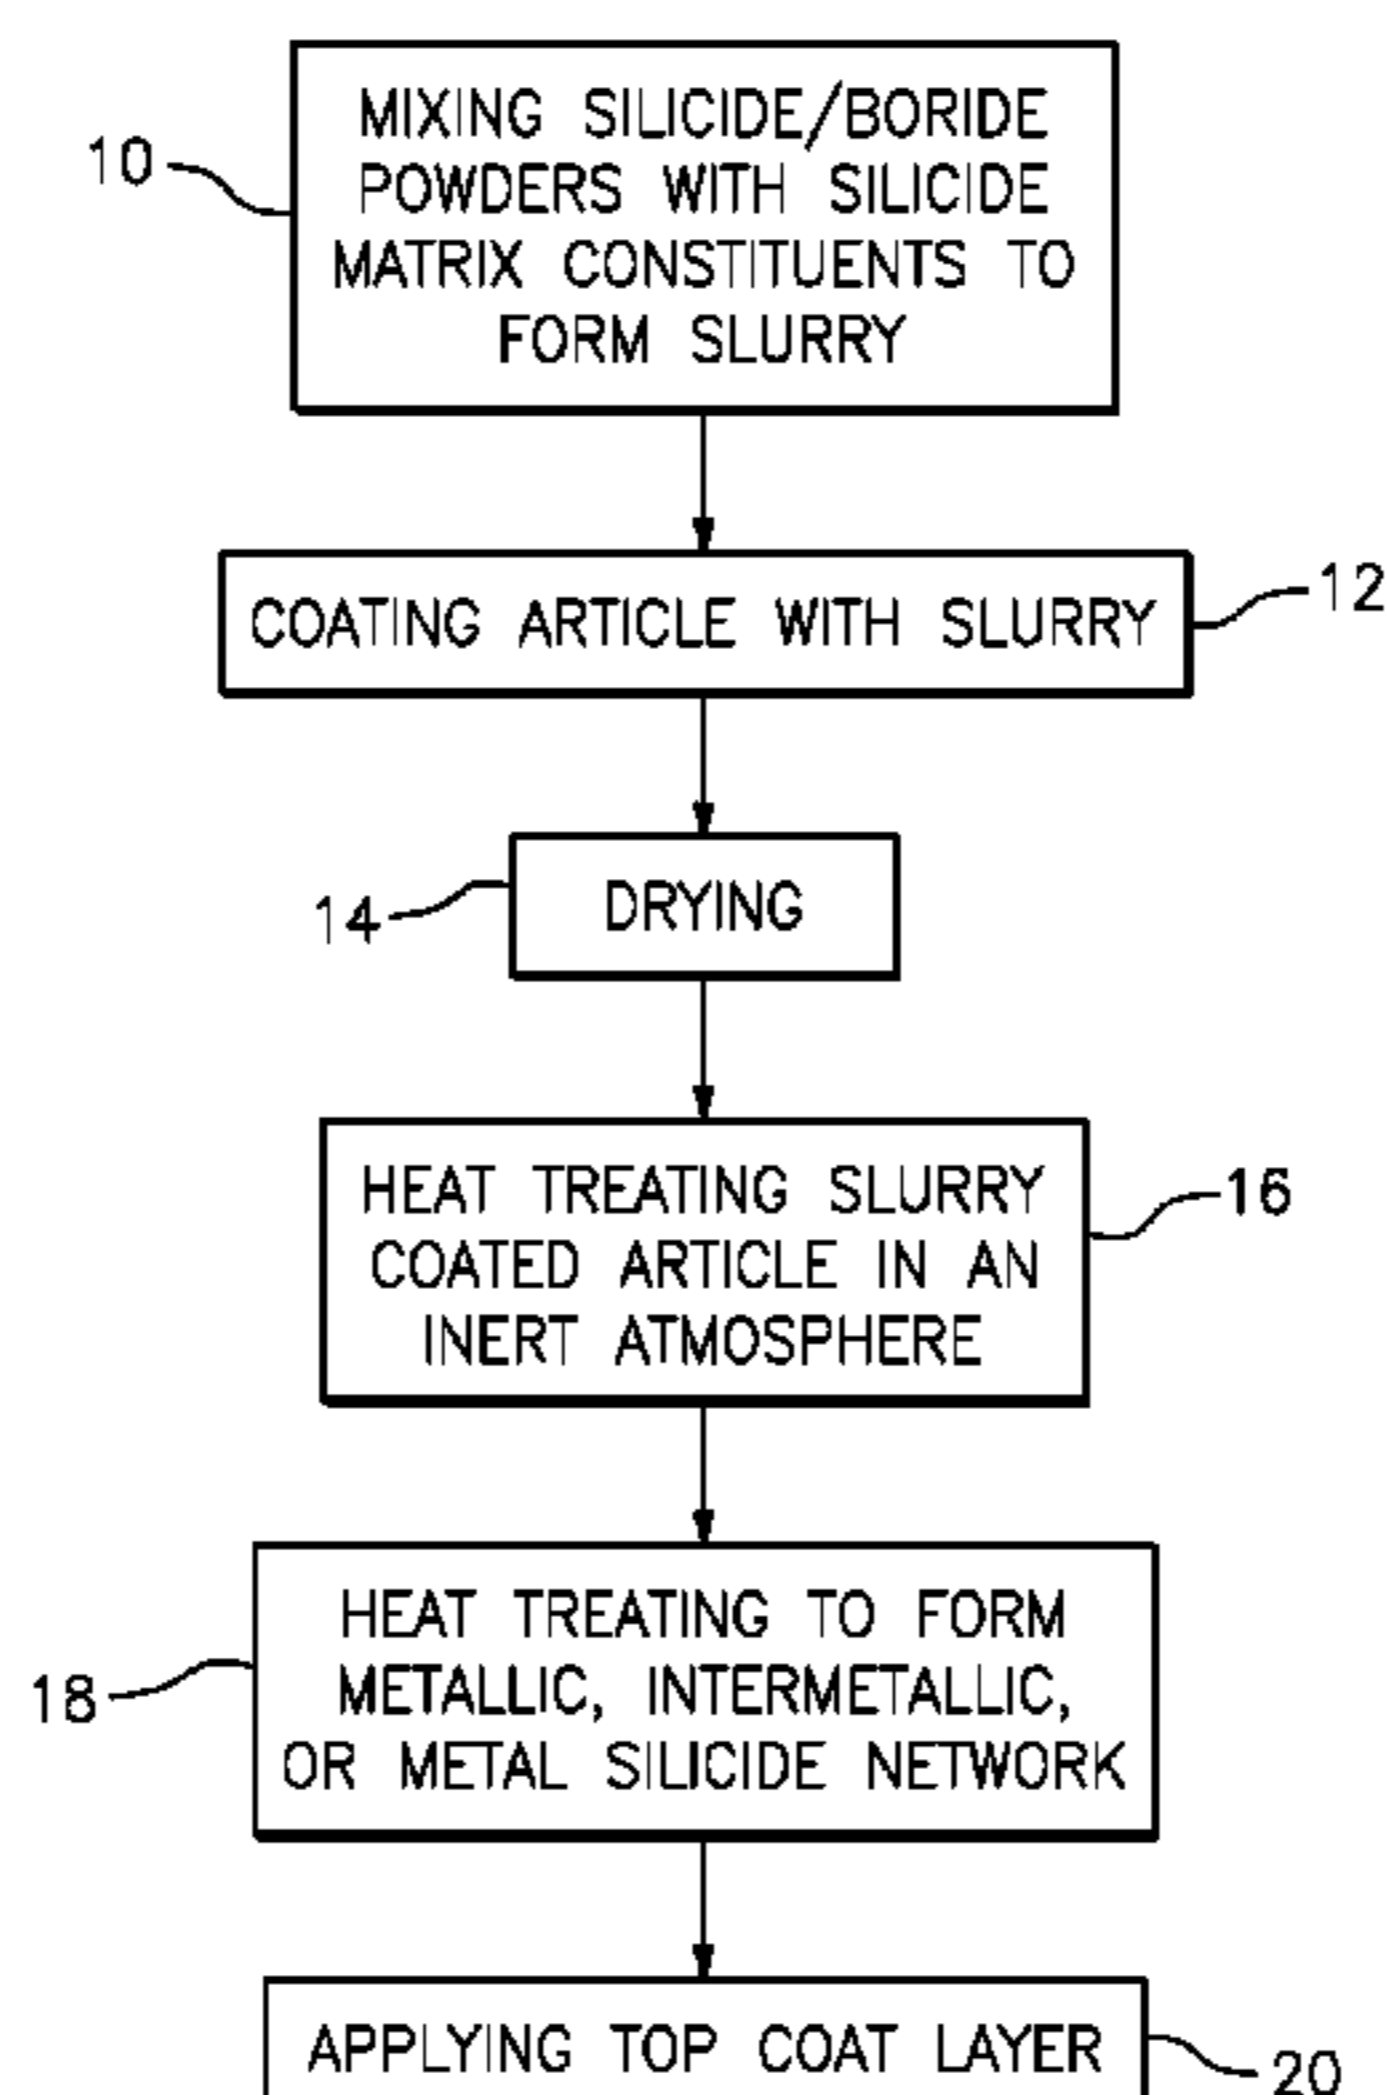 10
MIXING SILICIDE/BORIDE
POWDERS WITH SILICIDE
MATRIX CONSTITUENTS TO
FORM SLURRY
COATING ARTICLE WITH SLURRY
12
14
DRYING
HEAT TREATING SLURRY
COATED ARTICLE IN AN
INERT ATMOSPHERE
16
18
HEAT TREATING TO FORM
METALLIC, INTERMETALLIC,
OR METAL SILICIDE NETWORK
APPLYING TOP COAT LAYER
20